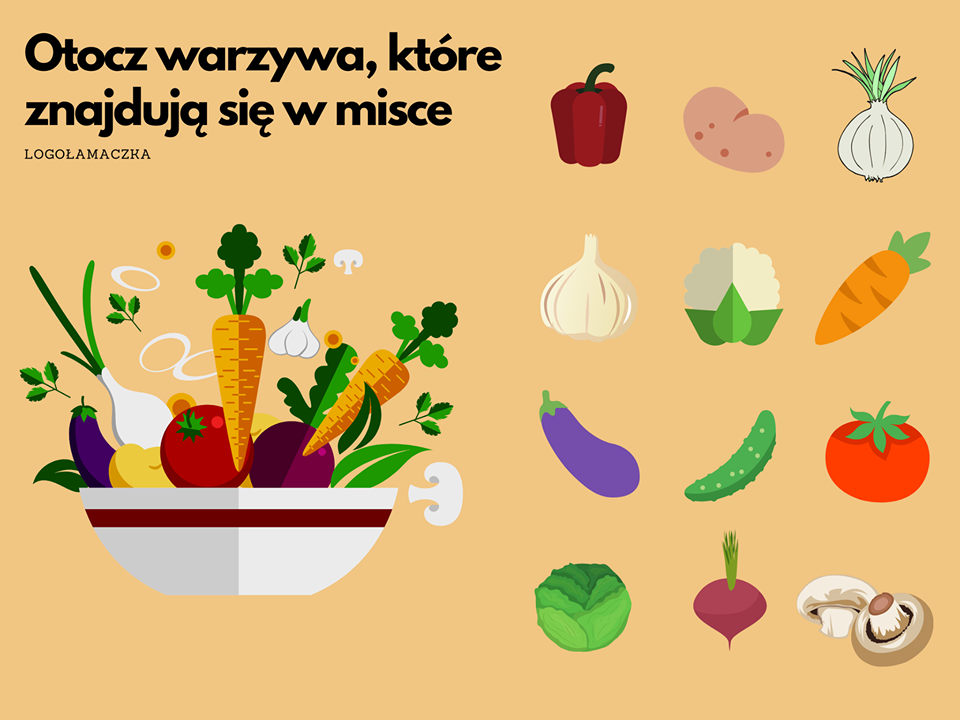 Otocz warzywa, które
znajdują się w misce
LOGOŁAMACZKA